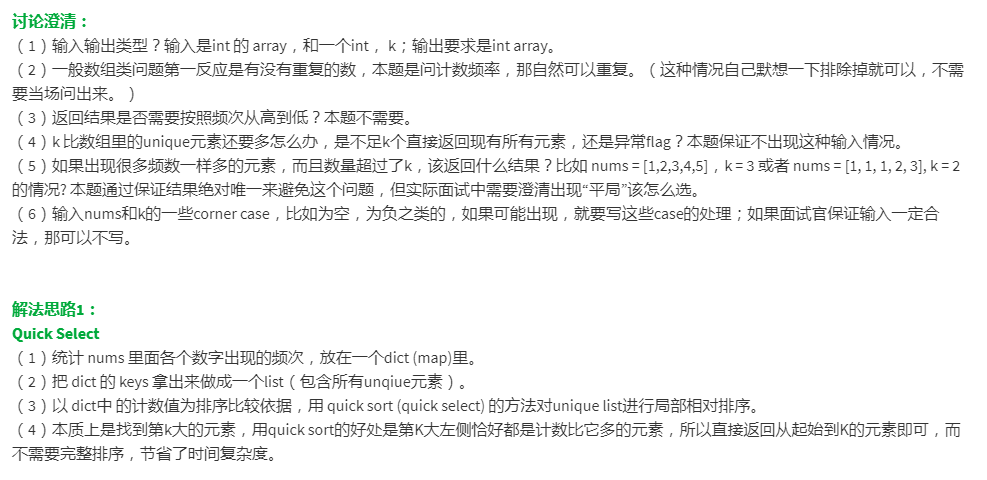 讨论澄清：
（1）输入输出类型？输入是int 的 array，和一个int， k；输出要求是int array。
（2）一般数组类问题第一反应是有没有重复的数，本题是问计数频率，那自然可以重复。（这种情况自己默想一下排除掉就可以，不需
要当场问出来。）
（3）返回结果是否需要按照频次从高到低？本题不需要。
（4）k 比数组里的unique元素还要多怎么办，是不足k个直接返回现有所有元素，还是异常flag？本题保证不出现这种输入情况。
（5）如果出现很多频数一样多的元素，而且数量超过了k，该返回什么结果？比如 nums = [1,2,3,4,5]，k = 3 或者 nums = [1, 1, 1, 2, 3], k = 2
的情况? 本题通过保证结果绝对唯一来避免这个问题，但实际面试中需要澄清出现“平局”该怎么选。
（6）输入nums和k的一些corner case，比如为空，为负之类的，如果可能出现，就要写这些case的处理；如果面试官保证输入一定合
法，那可以不写。
解法思路1：
Quick Select
（1）统计 nums 里面各个数字出现的频次，放在一个dict (map)里。
（2）把 dict 的 keys 拿出来做成一个list（包含所有unqiue元素）。
（3）以 dict中 的计数值为排序比较依据，用 quick sort (quick select) 的方法对unique list进行局部相对排序。
（4）本质上是找到第k大的元素，用quick sort的好处是第K大左侧恰好都是计数比它多的元素，所以直接返回从起始到K的元素即可，而
不需要完整排序，节省了时间复杂度。